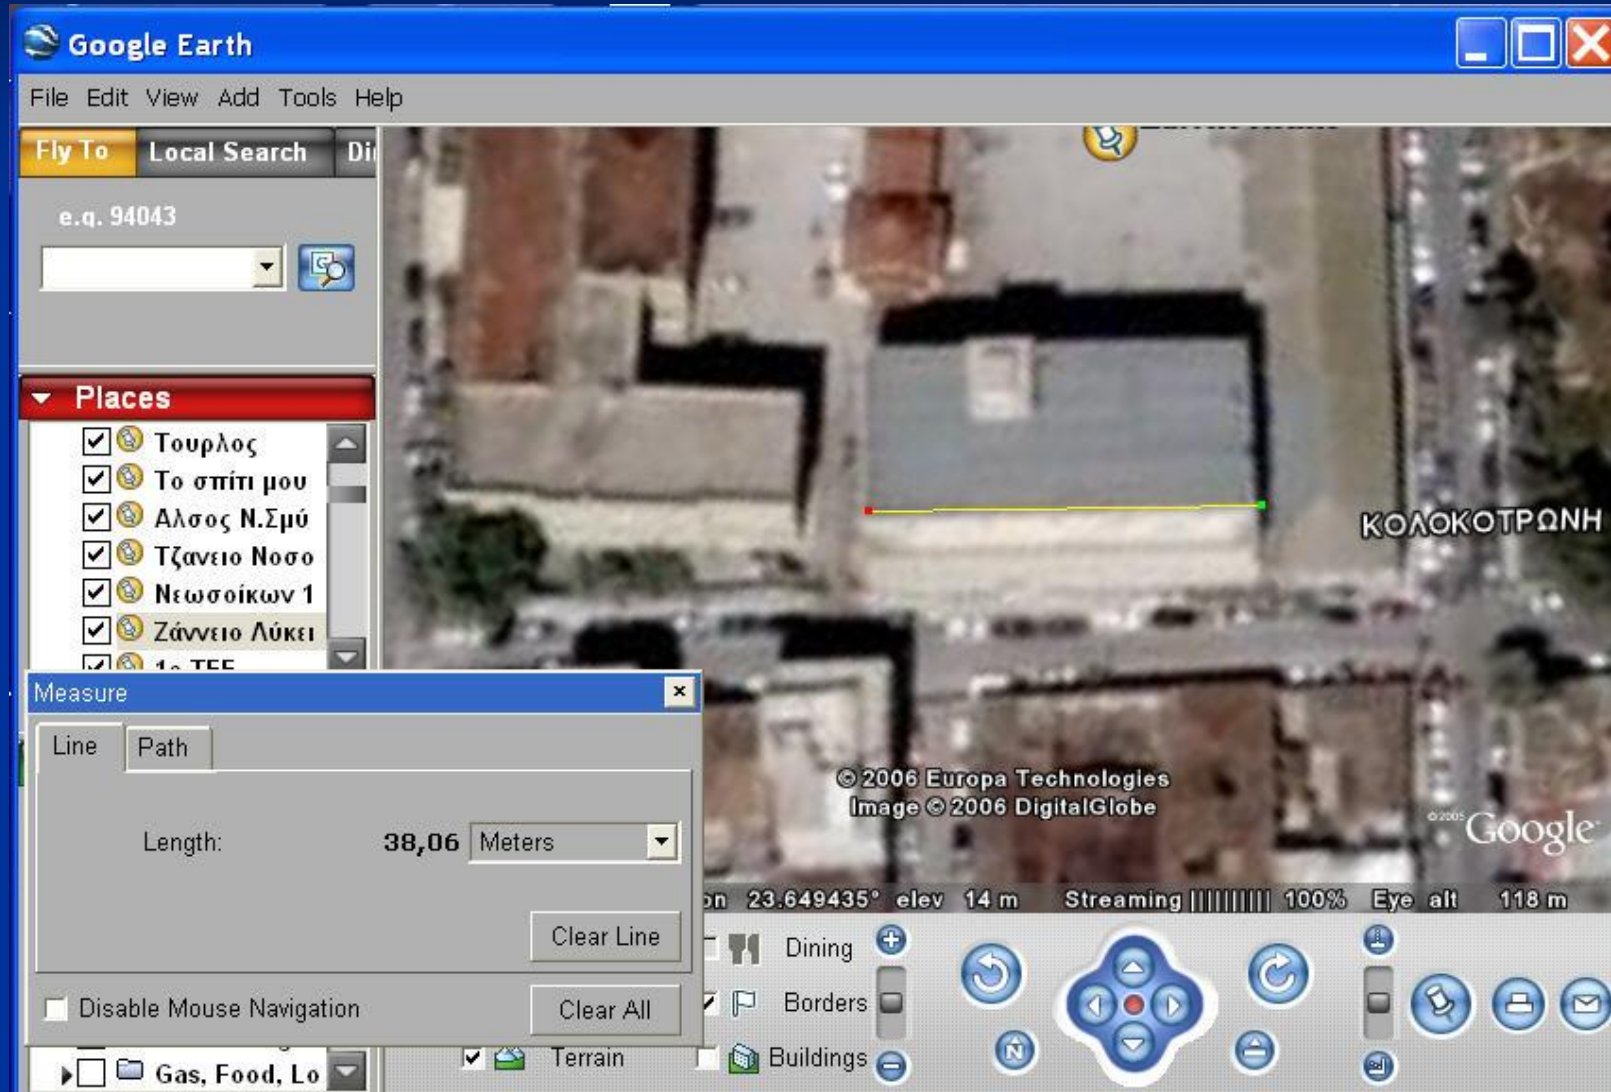 Google Earth
File Edit View Add Tools Help
Fly To Local Search Di
e.g. 94043
Places
Τουρλος
Το σπίτι μου
Αλσος Ν.Σμύ
Τζανειο Νοσο
Νεωσοίκων 1
Ζάννειο Λύκει
ΚΟΛΟΚΟΤΡΩΝΗ
Measure
Line Path
Length: 38,06 Meters
Clear Line
Disable Mouse Navigation Clear All
© 2006 Europa Technologies
Image © 2006 DigitalGlobe
©2005 Google
on 23.649435° elev 14 m Streaming |||||||||| 100% Eye alt 118 m
Dining
Borders
Terrain Buildings
Gas, Food, Lo